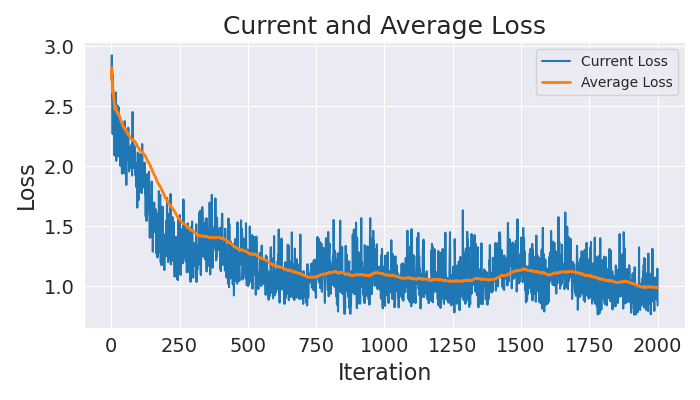 Current and Average Loss
3.0
2.5
2.0
1.5
1.0
Loss
Current Loss
Average Loss
0 250 500 750 1000 1250 1500 1750 2000
Iteration